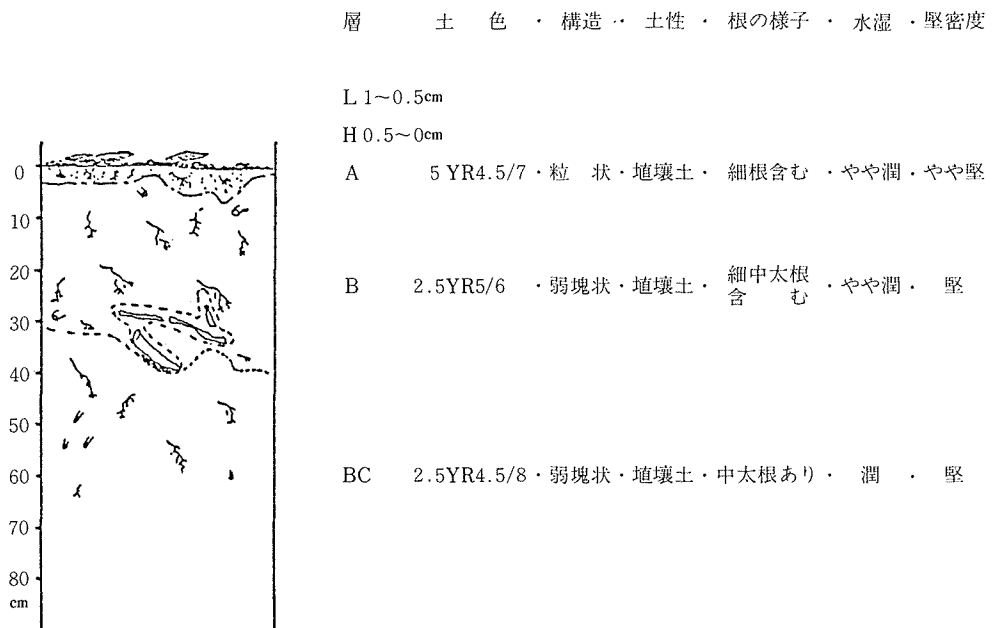 層 土 色 ・ 構造 ・・ 土性 ・ 根の様子 ・ 水湿 ・ 堅密度
L 1～0.5cm
H 0.5～0cm
A 5 YR4.5/7 ・ 粒 状 ・ 埴壌土 ・ 細根含む ・ やや潤 ・ やや堅
B 2.5YR5/6 ・ 弱塊状 ・ 埴壌土 ・ 細中太根含 む ・ やや潤 ・ 堅
BC 2.5YR4.5/8 ・ 弱塊状 ・ 埴壌土 ・ 中太根あり ・ 潤 ・ 堅
0
10
20
30
40
50
60
70
80
cm